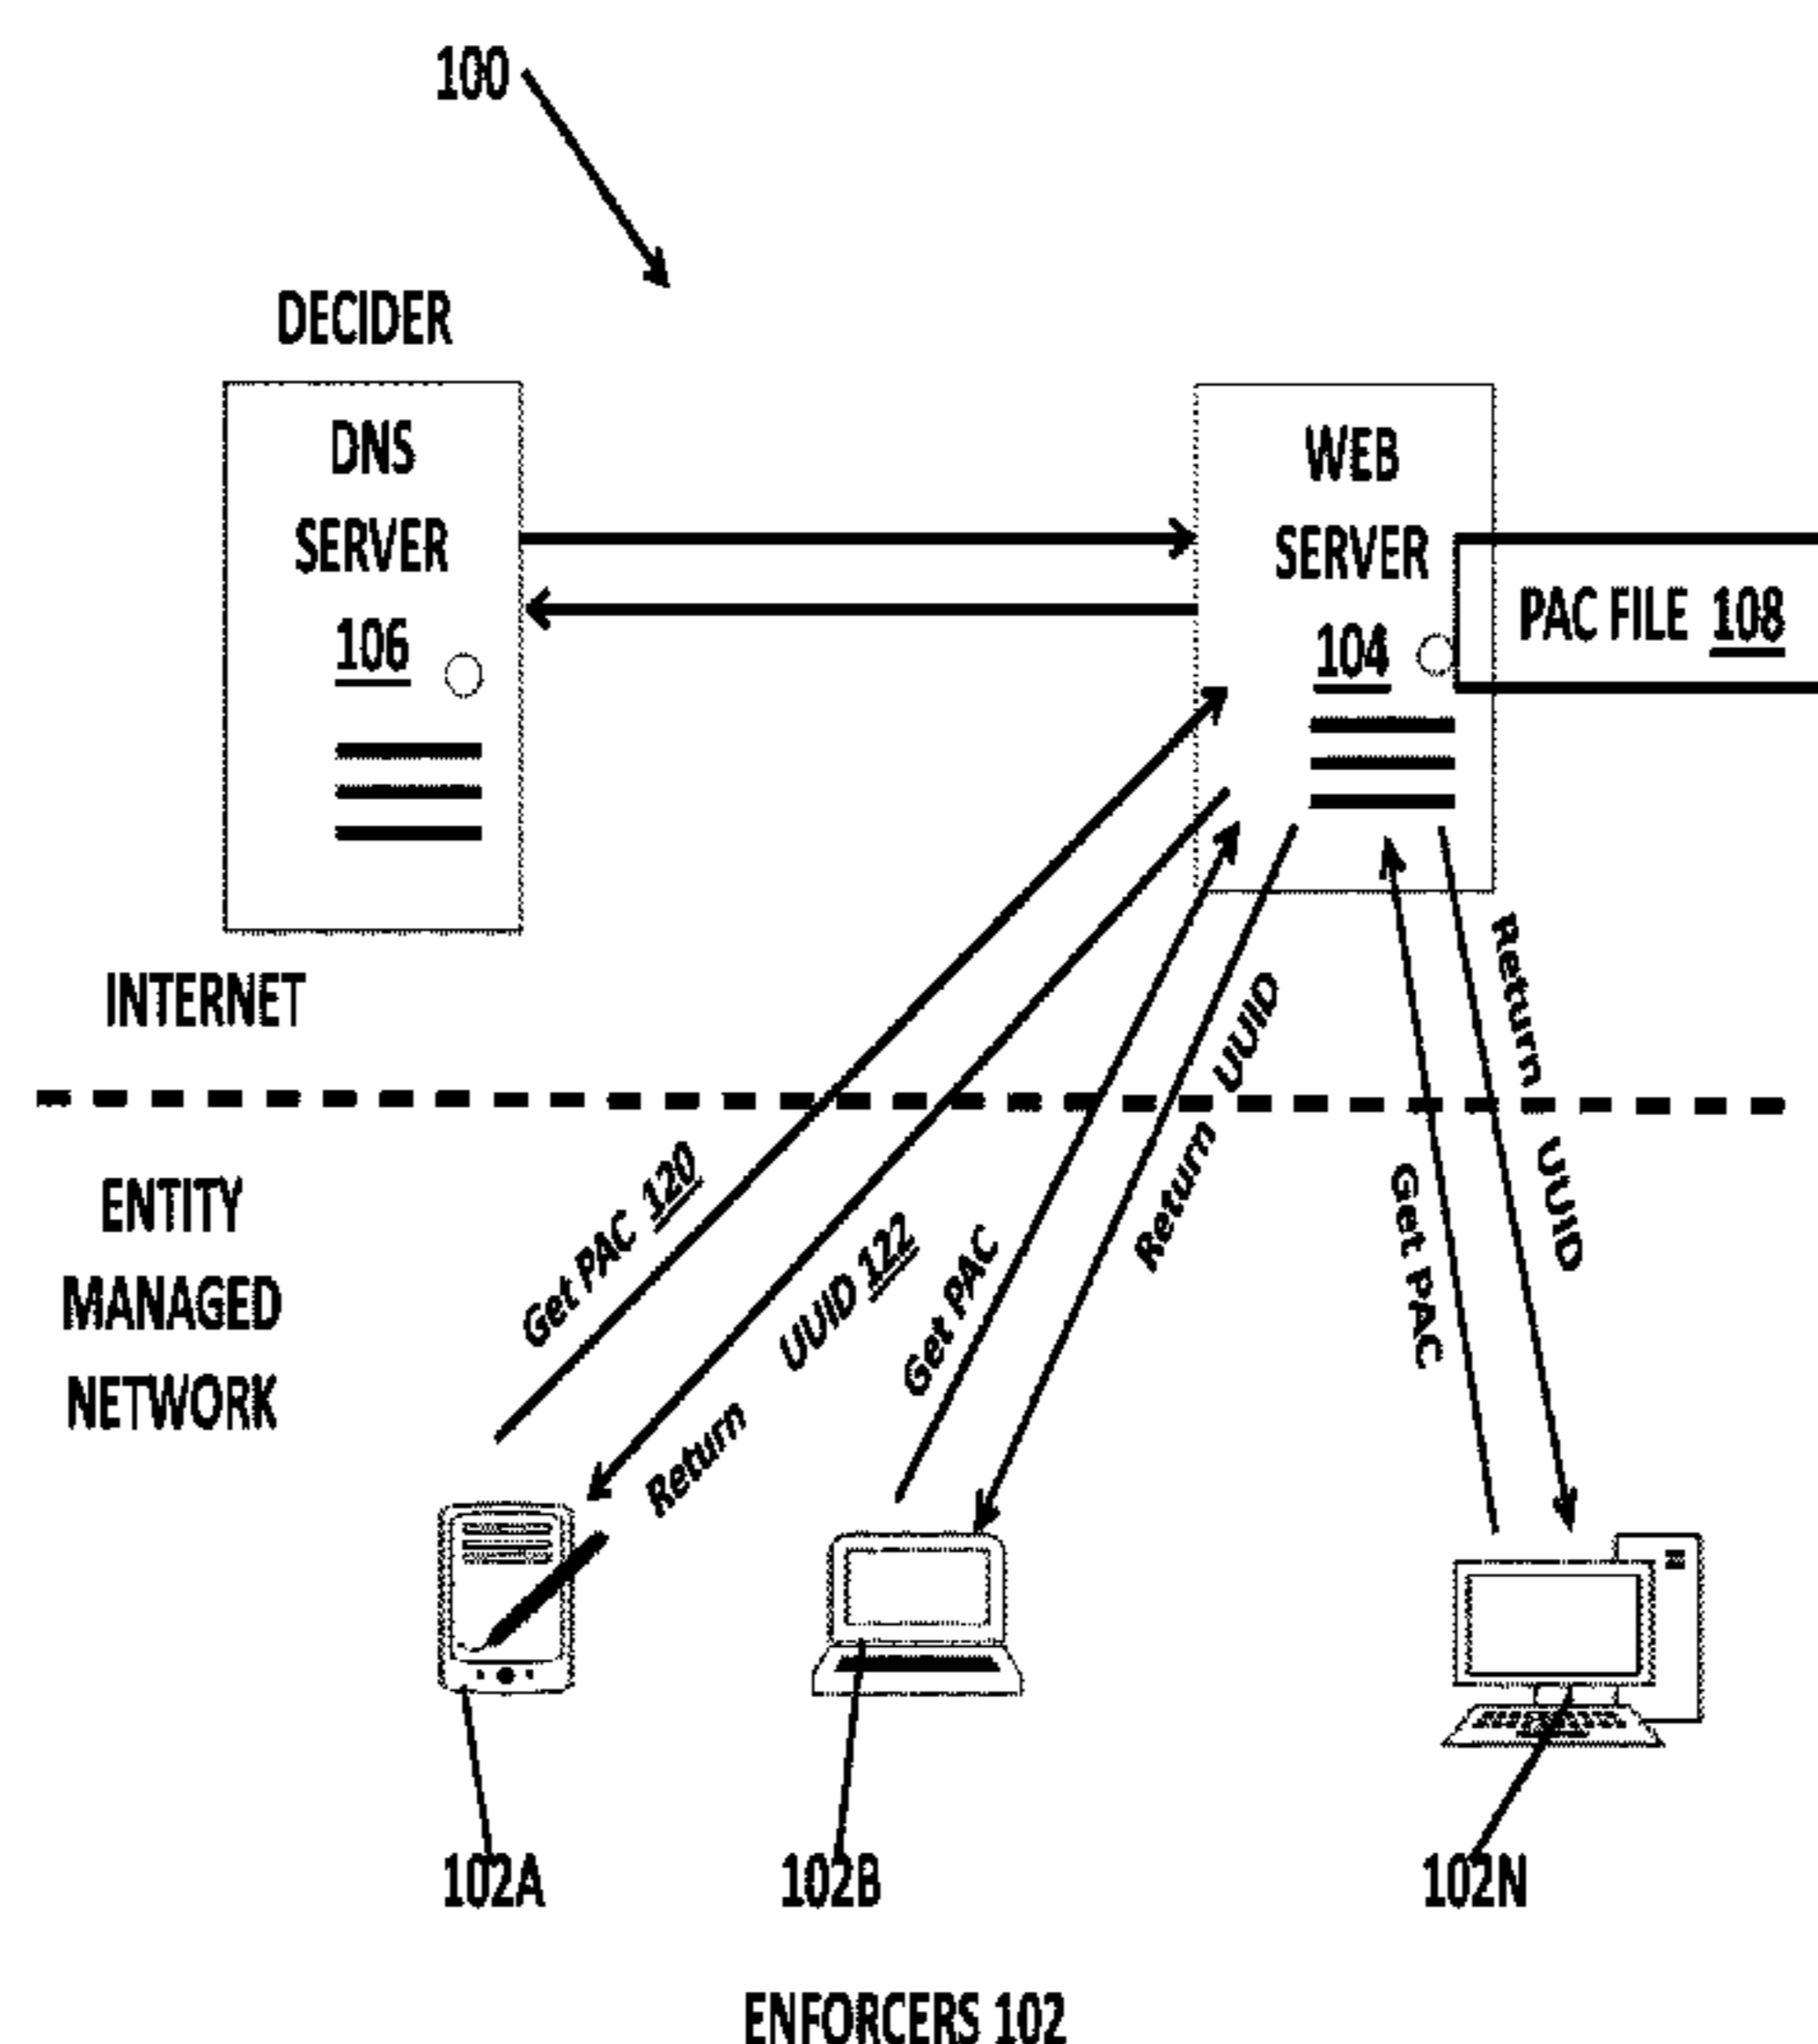 100
DECIDER
DNS
SERVER
106
WEB
SERVER
104
PAC FILE 108
INTERNET
ENTITY
MANAGED
NETWORK
Get PAC 120
Return UUID 122
Get PAC
Return UUID
Get PAC
Return UUID
102A
102B
102N
ENFORCERS 102